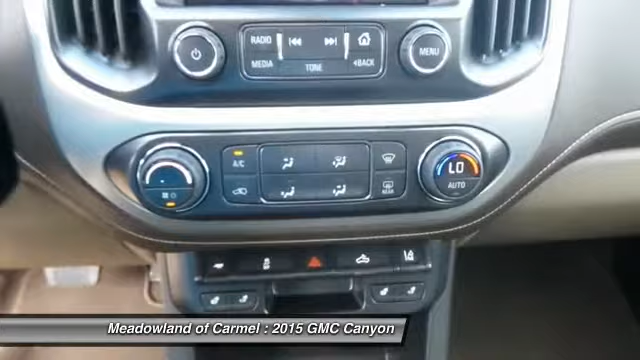 RADIO
MENU
MEDIA
TONE
BACK
A/C
LO
AUTO
REAR
Meadowland of Carmel : 2015 GMC Canyon